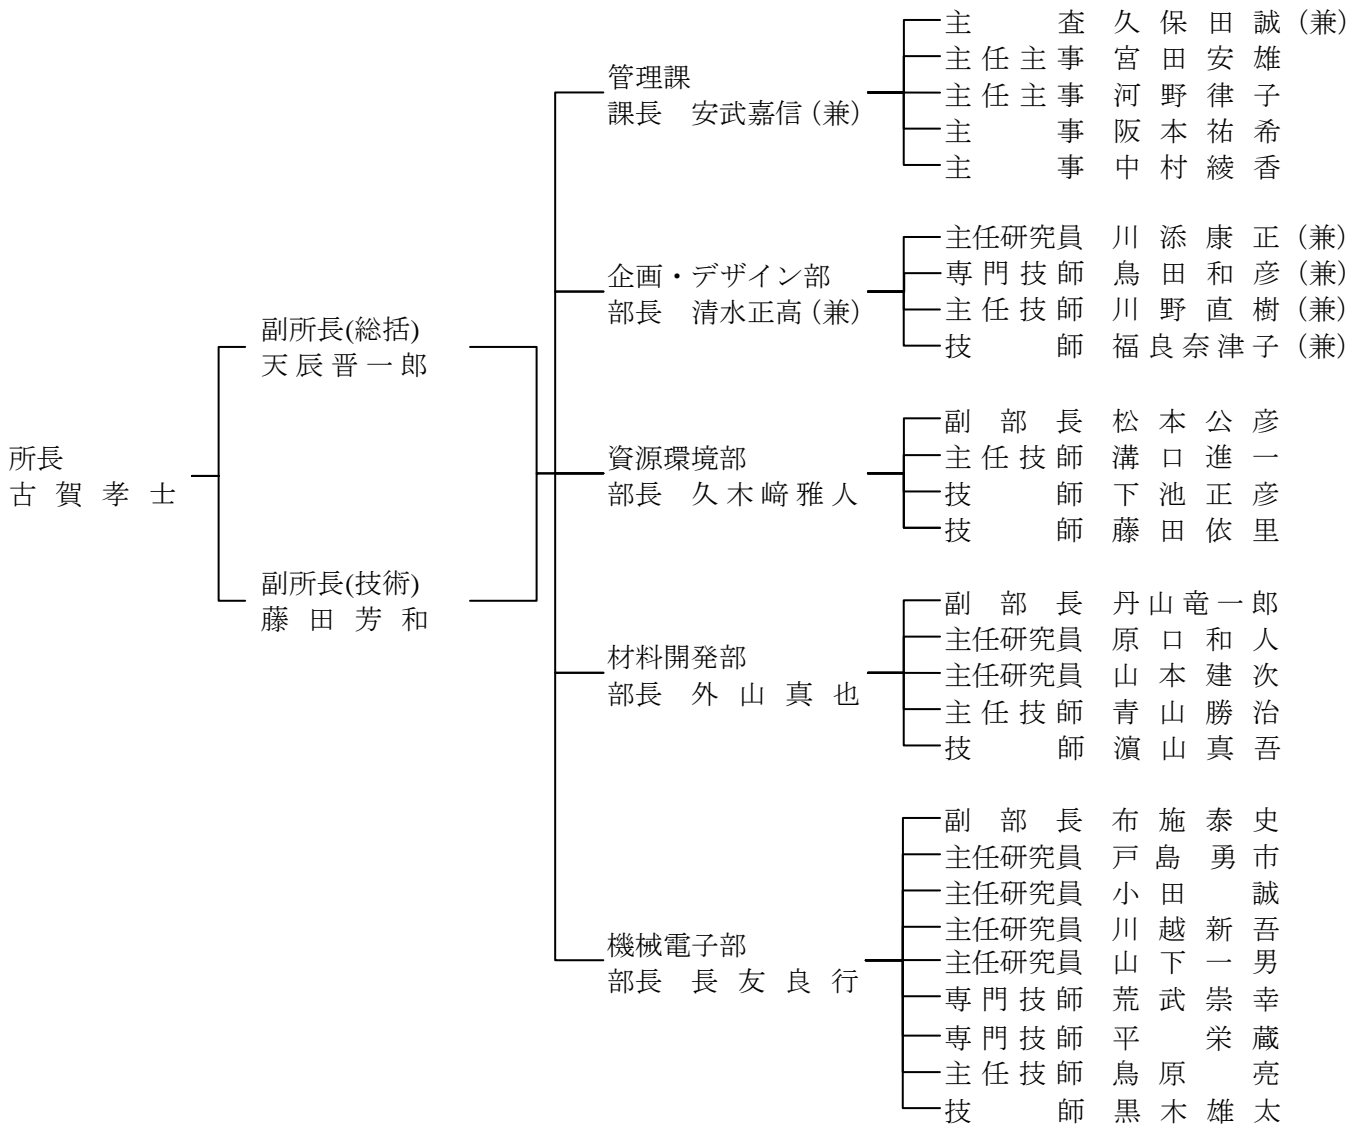 所長
古賀孝士
副所長(総括)
天辰晋一郎
副所長(技術)
藤田芳和
管理課
課長 安武嘉信(兼)
主査 久保田誠(兼)
主任主事 宮田安雄
主任主事 河野律子
主事 阪本祐希
主事 中村綾香
企画・デザイン部
部長 清水正高(兼)
主任研究員 川添康正(兼)
専門技師 鳥田和彦(兼)
主任技師 川野直樹(兼)
技師 福良奈津子(兼)
資源環境部
部長 久木﨑雅人
副部長 松本公彦
主任技師 溝口進一
技師 下池正彦
技師 藤田依里
材料開発部
部長 外山真也
副部長 丹山竜一郎
主任研究員 原口和人
主任研究員 山本建次
主任技師 青山勝治
技師 濵山真吾
機械電子部
部長 長友良行
副部長 布施泰史
主任研究員 戸島勇市
主任研究員 小田誠
主任研究員 川越新吾
主任研究員 山下一男
専門技師 荒武崇幸
専門技師 平栄蔵
主任技師 鳥原亮
技師 黒木雄太